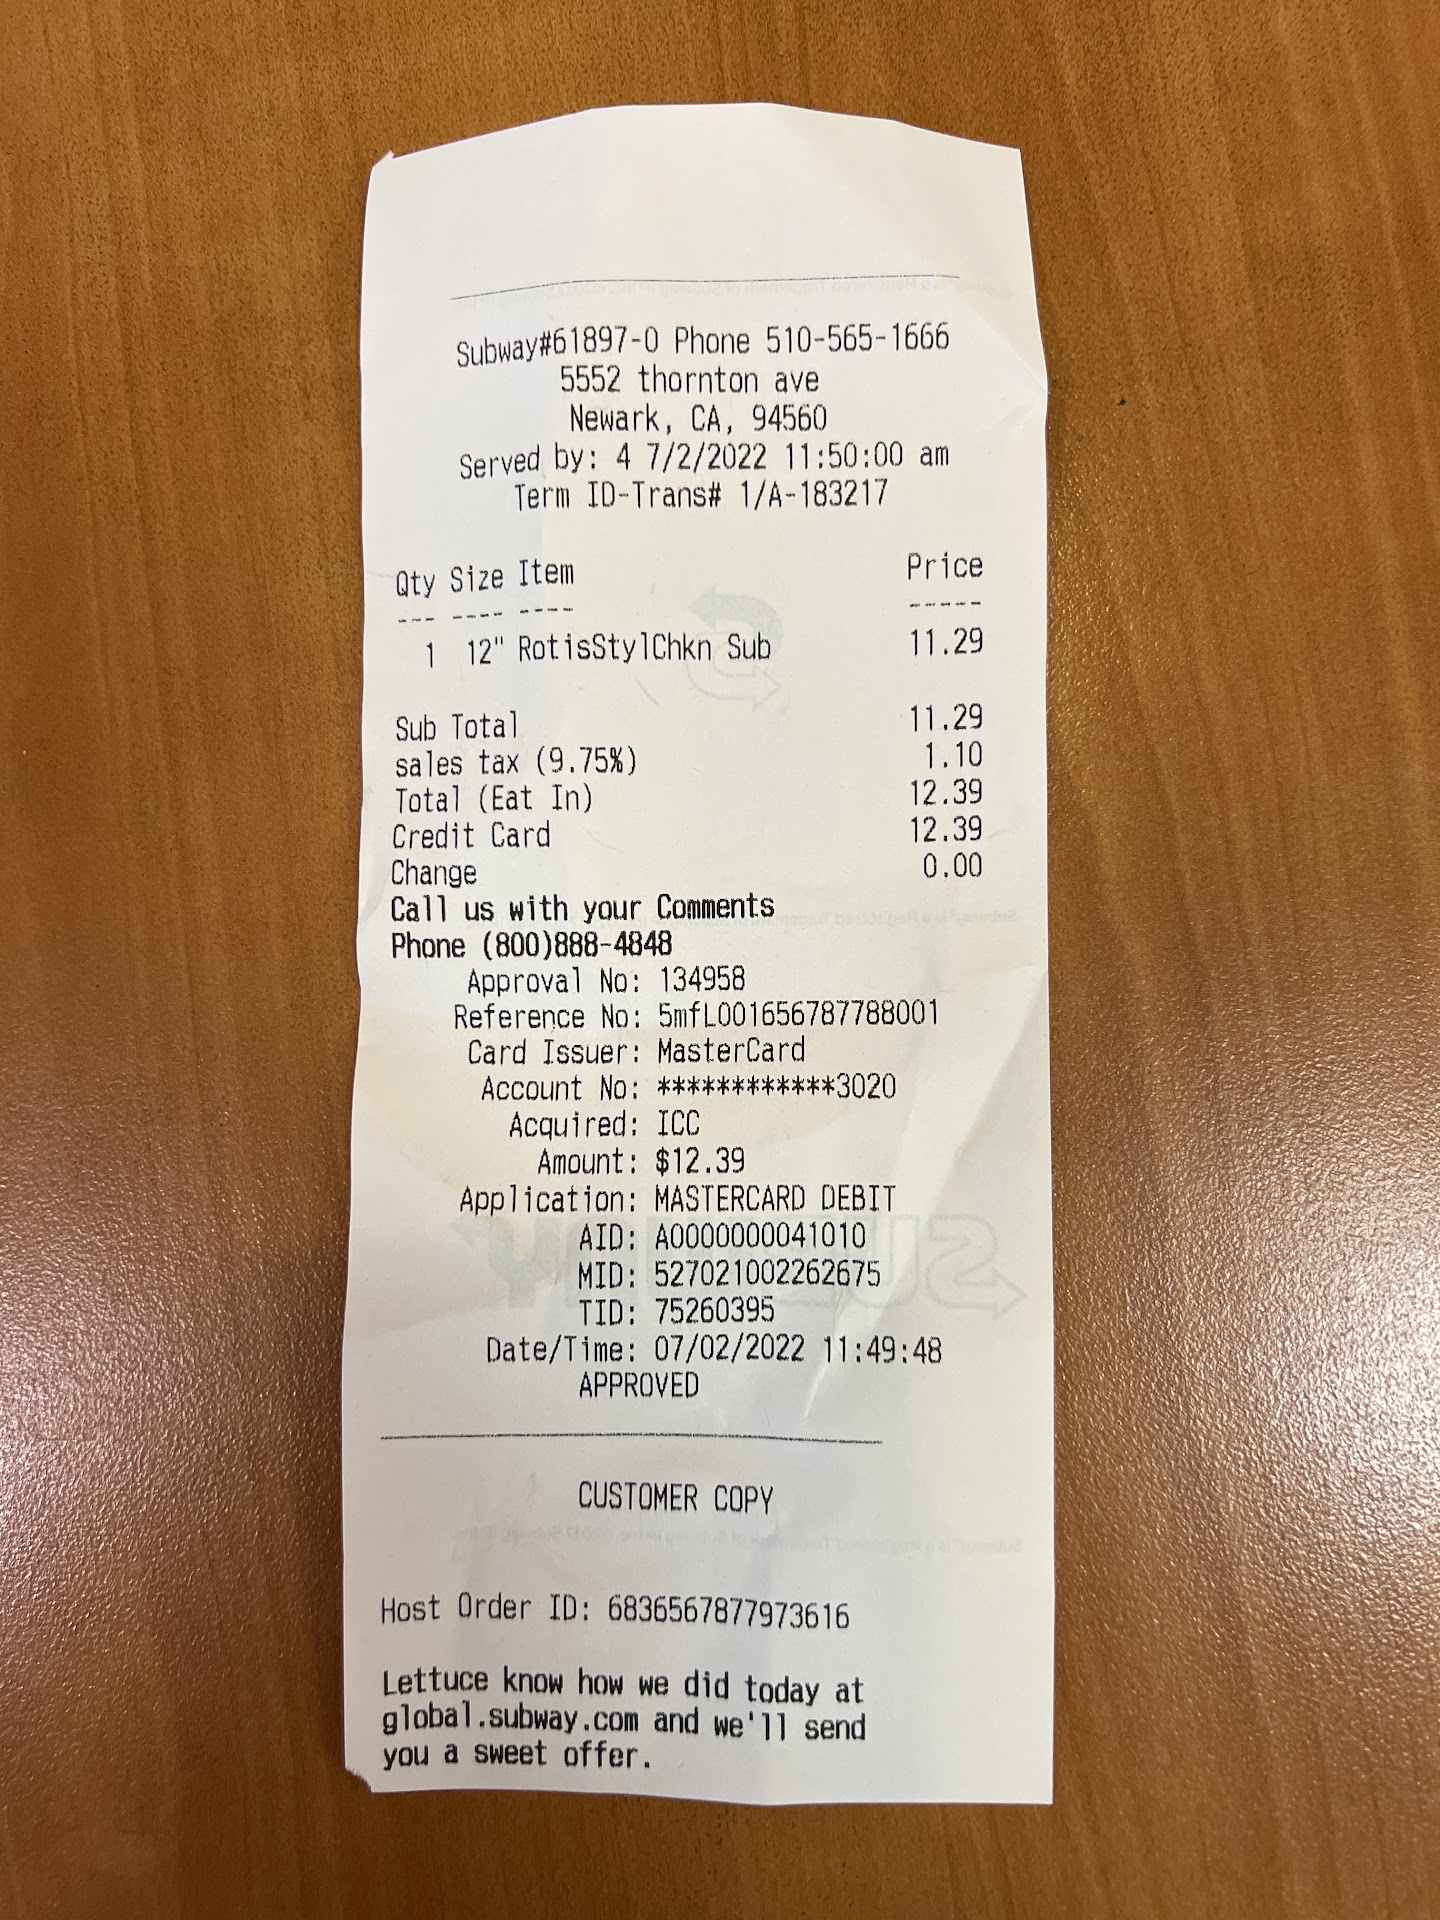 Subway#61897-0 Phone 510-565-1666
5552 thornton ave
Newark, CA, 94560
Served by: 4 7/2/2022 11:50:00 am
Term ID-Trans# 1/A-183217
Qty Size Item Price
--- ---- ---- -----
1 12" RotisStylChkn Sub 11.29
Sub Total 11.29
sales tax (9.75%) 1.10
Total (Eat In) 12.39
Credit Card 12.39
Change 0.00
Call us with your Comments
Phone (800)888-4848
Approval No: 134958
Reference No: 5mfL001656787788001
Card Issuer: MasterCard
Account No: ************3020
Acquired: ICC
Amount: $12.39
Application: MASTERCARD DEBIT
AID: A0000000041010
MID: 527021002262675
TID: 75260395
Date/Time: 07/02/2022 11:49:48
APPROVED
CUSTOMER COPY
Host Order ID: 6836567877973616
Lettuce know how we did today at
global.subway.com and we'll send
you a sweet offer.